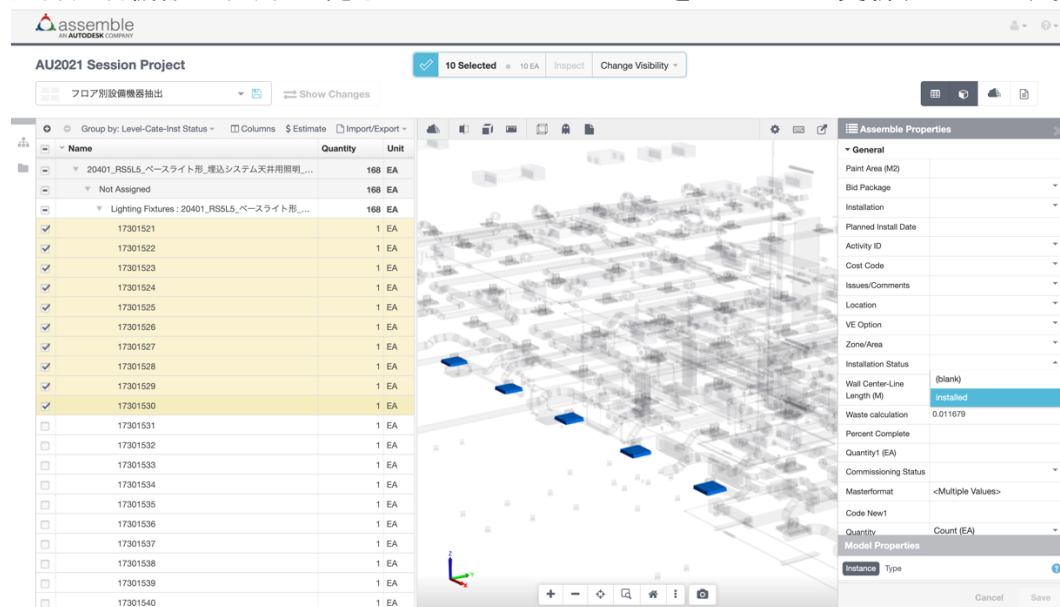 assemble
AN AUTODESK COMPANY
AU2021 Session Project
10 Selected 10 EA Inspect Change Visibility
フロア別設備機器抽出 Show Changes
Group by: Level-Cate-Inst Status Columns $ Estimate Import/Export
Name Quantity Unit
20401_RS5L5_ベースライト形_埋込システム天井用照明_... 168 EA
Not Assigned 168 EA
Lighting Fixtures : 20401_RS5L5_ベースライト形_... 168 EA
17301521 1 EA
17301522 1 EA
17301523 1 EA
17301524 1 EA
17301525 1 EA
17301526 1 EA
17301527 1 EA
17301528 1 EA
17301529 1 EA
17301530 1 EA
17301531 1 EA
17301532 1 EA
17301533 1 EA
17301534 1 EA
17301535 1 EA
17301536 1 EA
17301537 1 EA
17301538 1 EA
17301539 1 EA
17301540 1 EA
Z
Y
X
Assemble Properties
General
Paint Area (M2)
Bid Package
Installation
Planned Install Date
Activity ID
Cost Code
Issues/Comments
Location
VE Option
Zone/Area
Installation Status
(blank)
installed
Wall Center-Line
Length (M)
Waste calculation 0.011679
Percent Complete
Quantity1 (EA)
Commissioning Status
Masterformat <Multiple Values>
Code New1
Quantity Count (EA)
Model Properties
Instance Type
Cancel Save